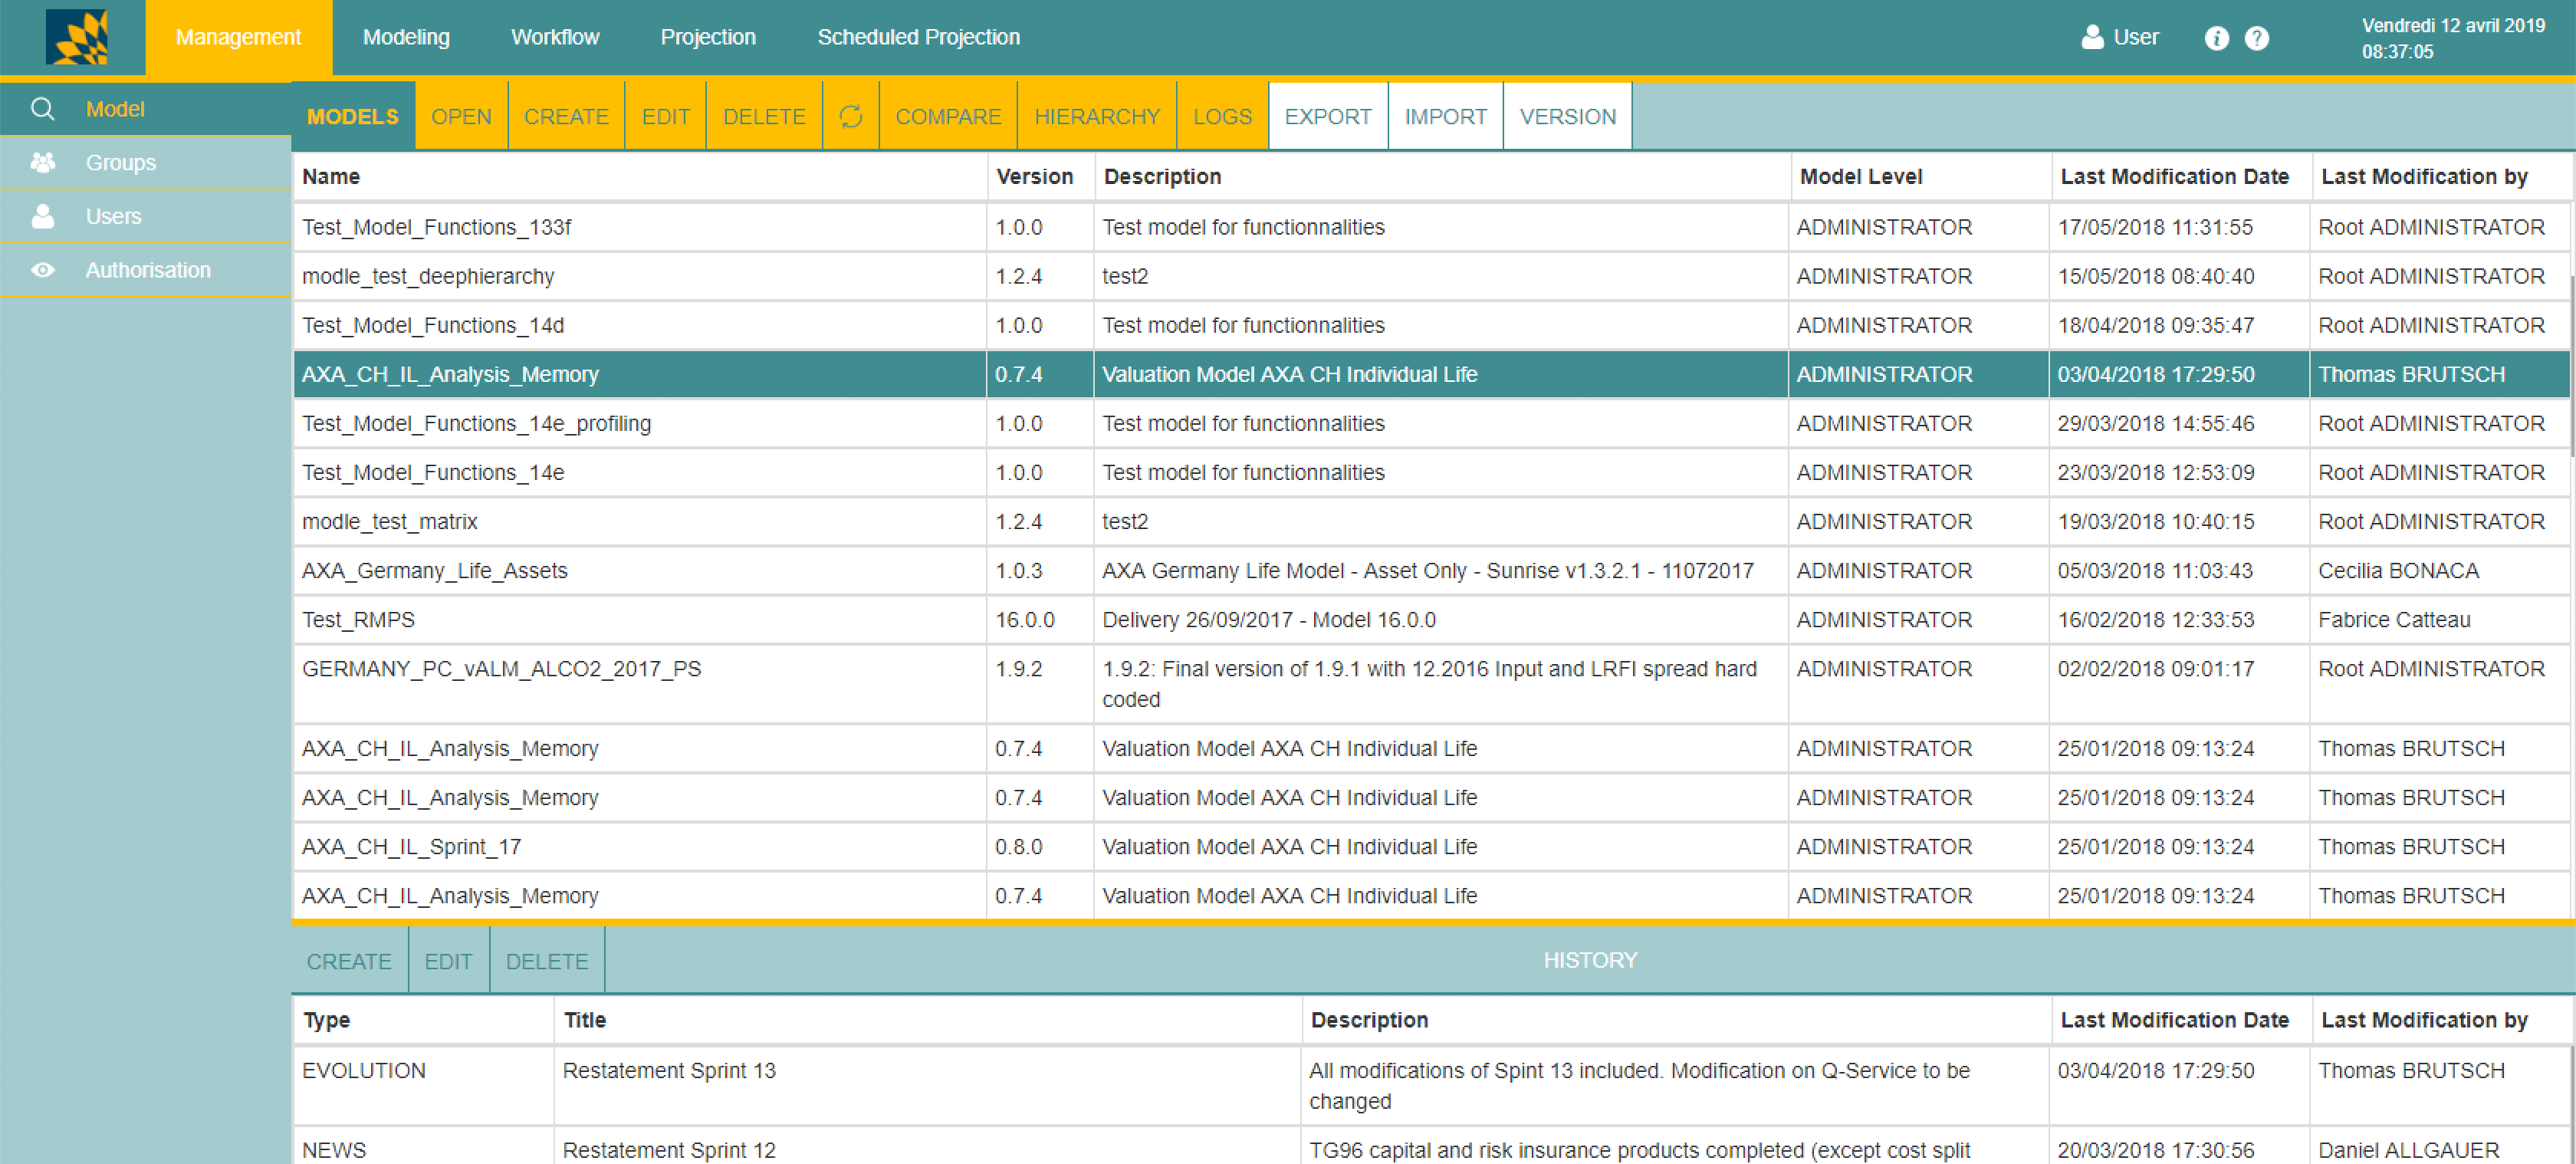 Management Modeling Workflow Projection Scheduled Projection User Vendredi 12 avril 2019
08:37:05
Model
Groups
Users
Authorisation
MODELS OPEN CREATE EDIT DELETE COMPARE HIERARCHY LOGS EXPORT IMPORT VERSION
Name Version Description Model Level Last Modification Date Last Modification by
Test_Model_Functions_133f 1.0.0 Test model for functionnalities ADMINISTRATOR 17/05/2018 11:31:55 Root ADMINISTRATOR
modle_test_deephierarchy 1.2.4 test2 ADMINISTRATOR 15/05/2018 08:40:40 Root ADMINISTRATOR
Test_Model_Functions_14d 1.0.0 Test model for functionnalities ADMINISTRATOR 18/04/2018 09:35:47 Root ADMINISTRATOR
AXA_CH_IL_Analysis_Memory 0.7.4 Valuation Model AXA CH Individual Life ADMINISTRATOR 03/04/2018 17:29:50 Thomas BRUTSCH
Test_Model_Functions_14e_profiling 1.0.0 Test model for functionnalities ADMINISTRATOR 29/03/2018 14:55:46 Root ADMINISTRATOR
Test_Model_Functions_14e 1.0.0 Test model for functionnalities ADMINISTRATOR 23/03/2018 12:53:09 Root ADMINISTRATOR
modle_test_matrix 1.2.4 test2 ADMINISTRATOR 19/03/2018 10:40:15 Root ADMINISTRATOR
AXA_Germany_Life_Assets 1.0.3 AXA Germany Life Model - Asset Only - Sunrise v1.3.2.1 - 11072017 ADMINISTRATOR 05/03/2018 11:03:43 Cecilia BONACA
Test_RMPS 16.0.0 Delivery 26/09/2017 - Model 16.0.0 ADMINISTRATOR 16/02/2018 12:33:53 Fabrice Catteau
GERMANY_PC_vALM_ALCO2_2017_PS 1.9.2 1.9.2: Final version of 1.9.1 with 12.2016 Input and LRFI spread hard ADMINISTRATOR 02/02/2018 09:01:17 Root ADMINISTRATOR
coded
AXA_CH_IL_Analysis_Memory 0.7.4 Valuation Model AXA CH Individual Life ADMINISTRATOR 25/01/2018 09:13:24 Thomas BRUTSCH
AXA_CH_IL_Analysis_Memory 0.7.4 Valuation Model AXA CH Individual Life ADMINISTRATOR 25/01/2018 09:13:24 Thomas BRUTSCH
AXA_CH_IL_Sprint_17 0.8.0 Valuation Model AXA CH Individual Life ADMINISTRATOR 25/01/2018 09:13:24 Thomas BRUTSCH
AXA_CH_IL_Analysis_Memory 0.7.4 Valuation Model AXA CH Individual Life ADMINISTRATOR 25/01/2018 09:13:24 Thomas BRUTSCH
CREATE EDIT DELETE HISTORY
Type Title Description Last Modification Date Last Modification by
EVOLUTION Restatement Sprint 13 All modifications of Spint 13 included. Modification on Q-Service to be 03/04/2018 17:29:50 Thomas BRUTSCH
changed
NEWS Restatement Sprint 12 TG96 capital and risk insurance products completed (except cost split 20/03/2018 17:30:56 Daniel ALLGAUER